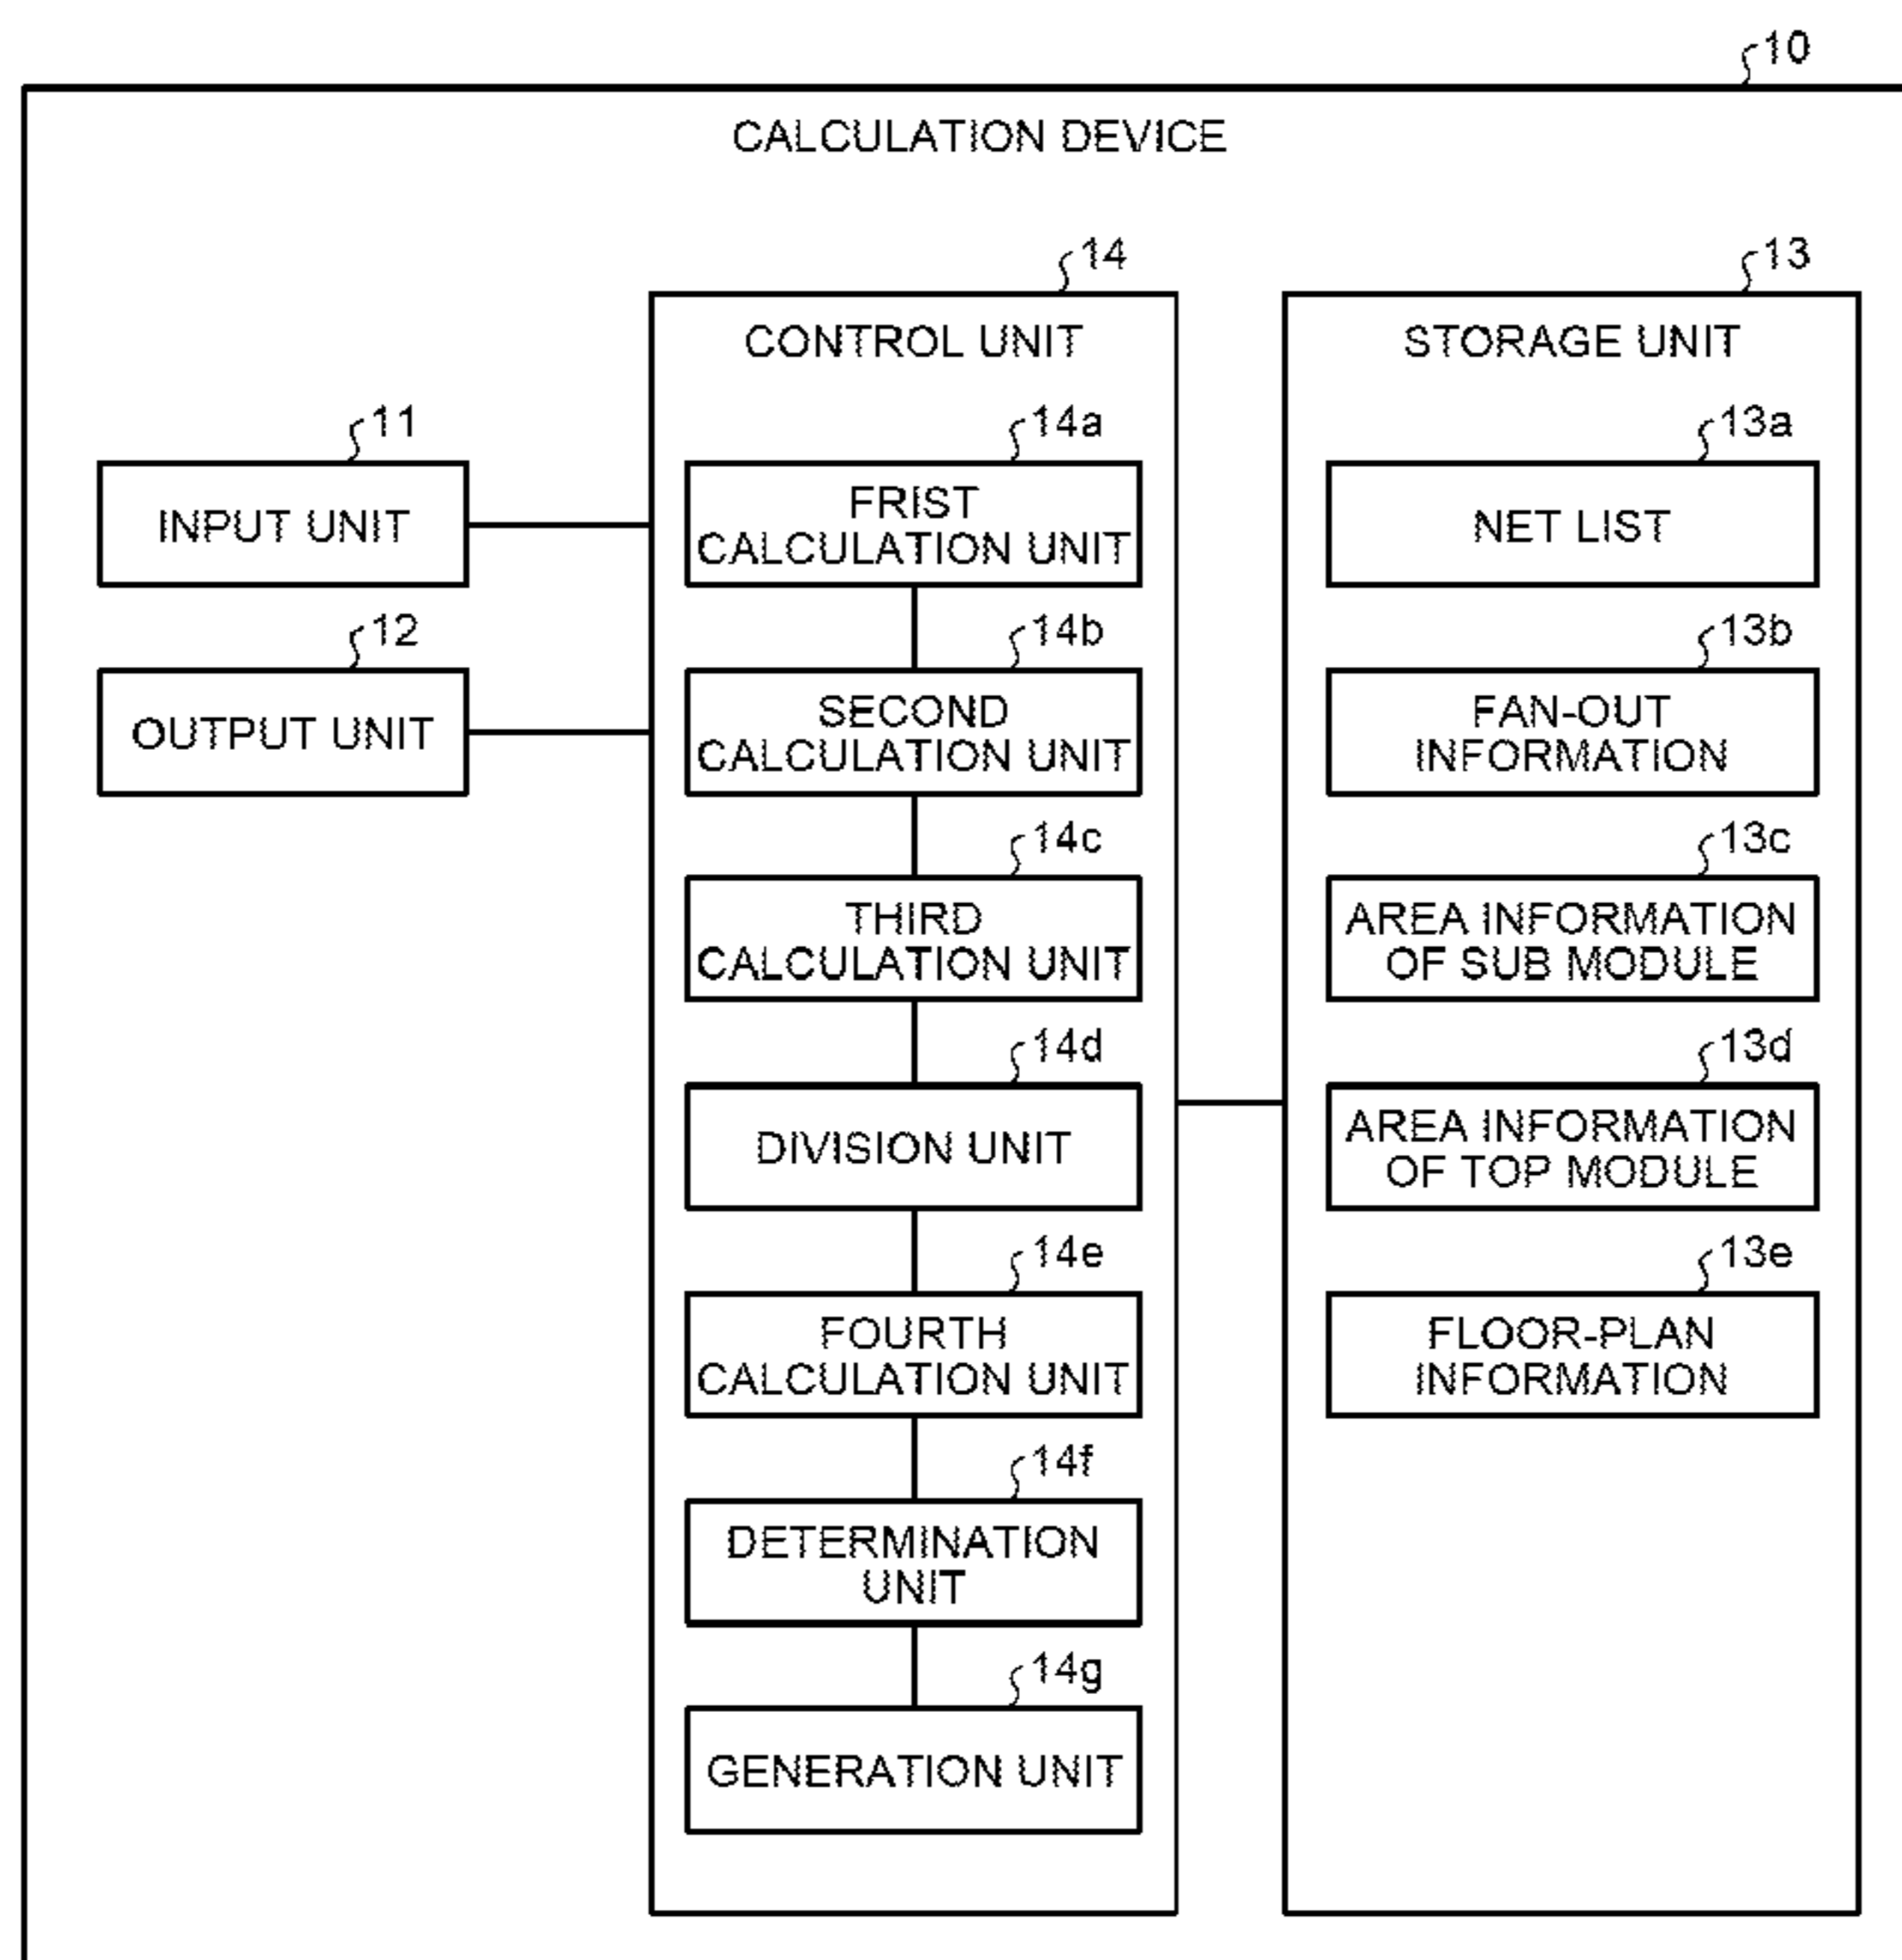 10
CALCULATION DEVICE
14
13
CONTROL UNIT
STORAGE UNIT
11
14a
13a
INPUT UNIT
FRIST
CALCULATION UNIT
NET LIST
12
14b
13b
OUTPUT UNIT
SECOND
CALCULATION UNIT
FAN-OUT
INFORMATION
14c
13c
THIRD
CALCULATION UNIT
AREA INFORMATION
OF SUB MODULE
14d
13d
DIVISION UNIT
AREA INFORMATION
OF TOP MODULE
14e
13e
FOURTH
CALCULATION UNIT
FLOOR-PLAN
INFORMATION
14f
DETERMINATION
UNIT
14g
GENERATION UNIT